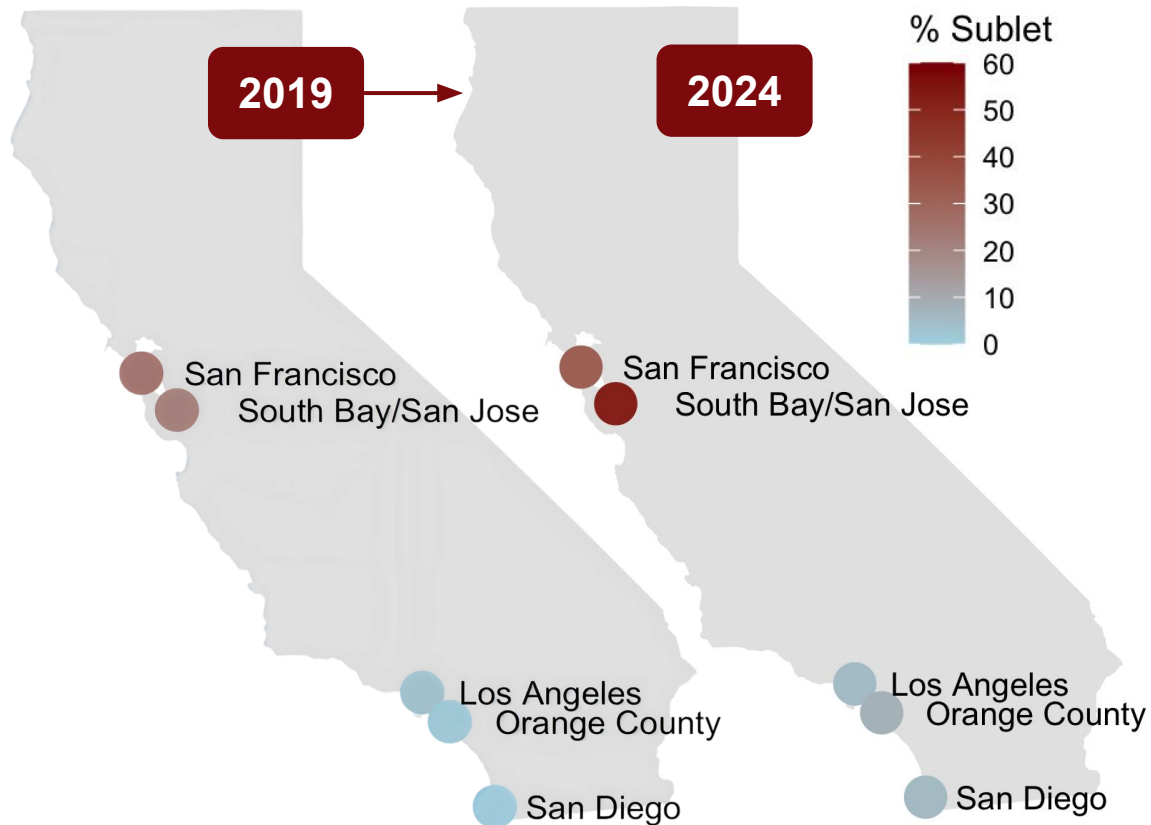 2019
2024
% Sublet
60
50
40
30
20
10
0
San Francisco
South Bay/San Jose
Los Angeles
Orange County
San Diego
San Francisco
South Bay/San Jose
Los Angeles
Orange County
San Diego